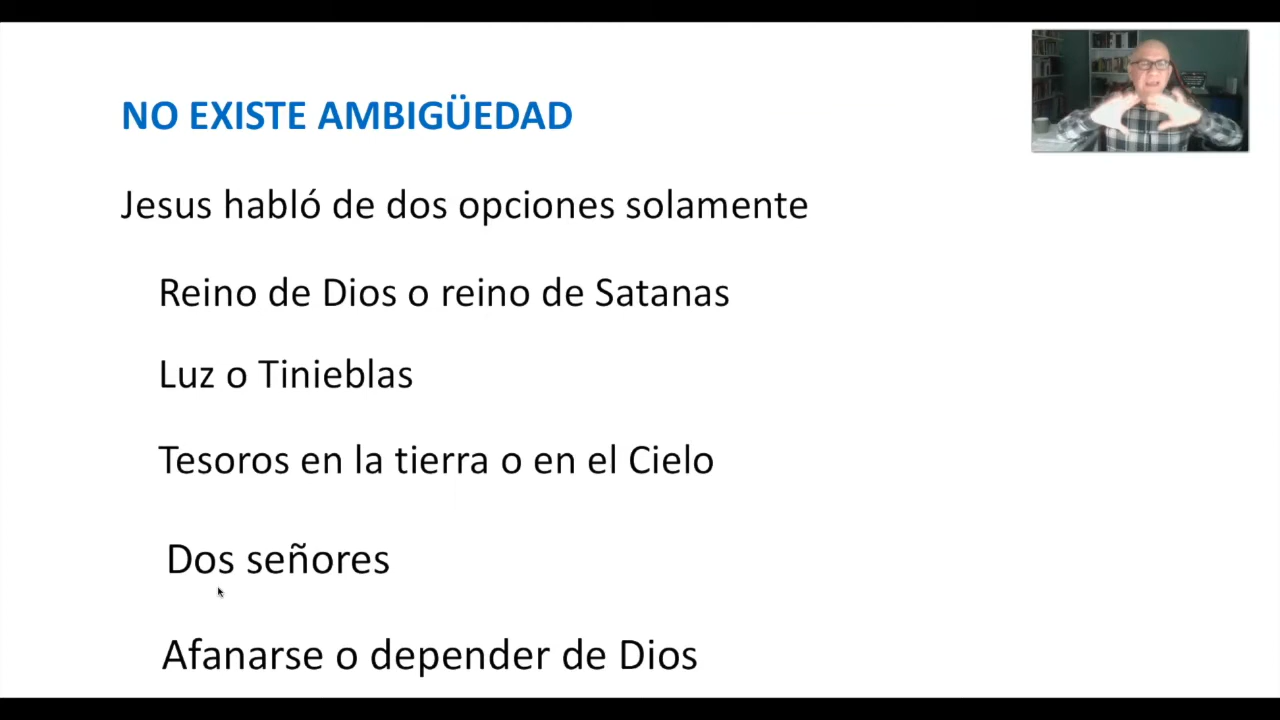 NO EXISTE AMBIGÜEDAD
Jesus habló de dos opciones solamente
Reino de Dios o reino de Satanas
Luz o Tinieblas
Tesoros en la tierra o en el Cielo
Dos señores
Afanarse o depender de Dios